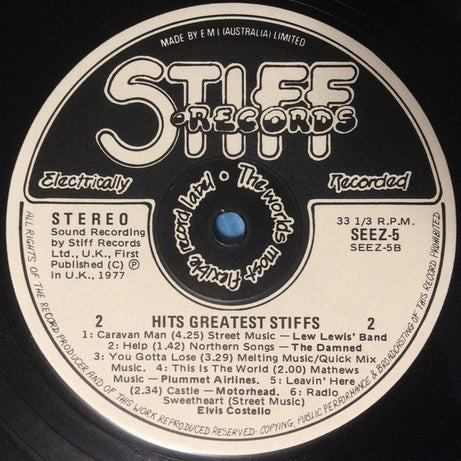 MADE BY E M I (AUSTRALIA) LIMITED
STIFF
·RECORDS·
Electrically
Recorded
The worlds most flexible record label ·
STEREO
Sound Recording
by Stiff Records
Ltd., U.K., First
Published (C) Ⓟ
in U.K., 1977
33 1/3 R.P.M.
SEEZ-5
SEEZ-5B
2 HITS GREATEST STIFFS 2
1: Caravan Man (4.25) Street Music — Lew Lewis' Band
2: Help (1.42) Northern Songs — The Damned
3: You Gotta Lose (3.29) Melting Music/Quick Mix
Music. 4: This Is The World (2.00) Mathews
Music — Plummet Airlines. 5: Leavin' Here
(2.34) Castle — Motorhead. 6: Radio
Sweetheart (Street Music)
Elvis Costello
ALL RIGHTS OF THE RECORD PRODUCER AND OF THIS WORK REPRODUCED RESERVED· COPYING, PUBLIC PERFORMANCE & BROADCASTING OF THIS RECORD PROHIBITED